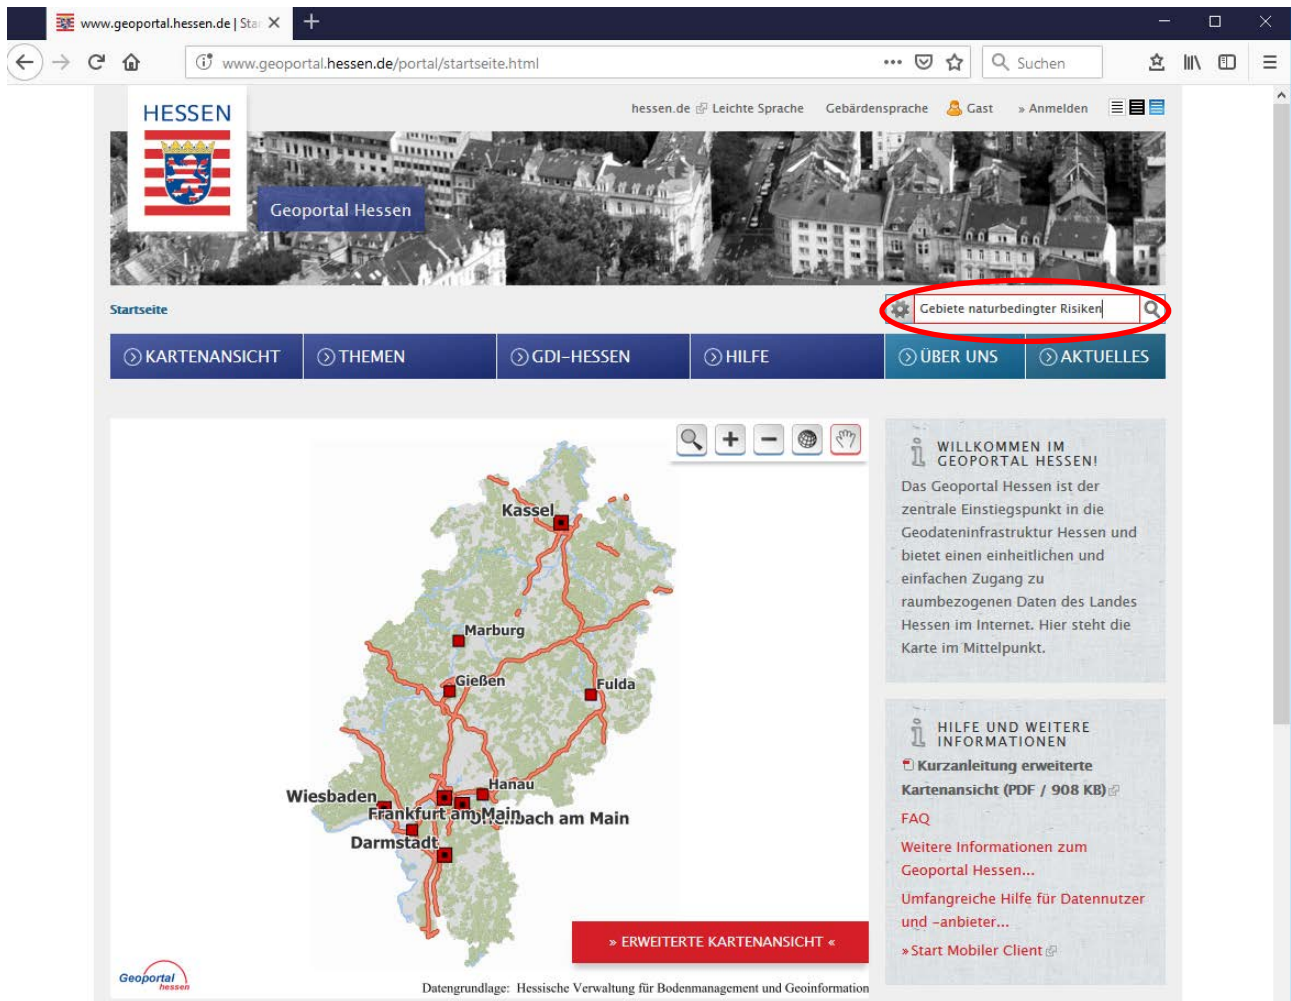 www.geoportal.hessen.de | Sta
www.geoportal.hessen.de/portal/startseite.html
Suchen
HESSEN
hessen.de Leichte Sprache Gebärdensprache Gast » Anmelden
Geoportal Hessen
Startseite
Gebiete naturbedingter Risiken
KARTENANSICHT THEMEN GDI-HESSEN HILFE ÜBER UNS AKTUELLES
Kassel
Marburg
Gießen
Fulda
Hanau
Wiesbaden
Frankfurt am Main
bach am Main
Darmstadt
» ERWEITERTE KARTENANSICHT «
Geoportal
hessen
Datengrundlage: Hessische Verwaltung für Bodenmanagement und Geoinformation
WILLKOMMEN IM
GEOPORTAL HESSEN!
Das Geoportal Hessen ist der
zentrale Einstiegspunkt in die
Geodateninfrastruktur Hessen und
bietet einen einheitlichen und
einfachen Zugang zu
raumbezogenen Daten des Landes
Hessen im Internet. Hier steht die
Karte im Mittelpunkt.
HILFE UND WEITERE
INFORMATIONEN
Kurzanleitung erweiterte
Kartenansicht (PDF / 908 KB)
FAQ
Weitere Informationen zum
Geoportal Hessen...
Umfangreiche Hilfe für Datennutzer
und -anbieter...
» Start Mobiler Client